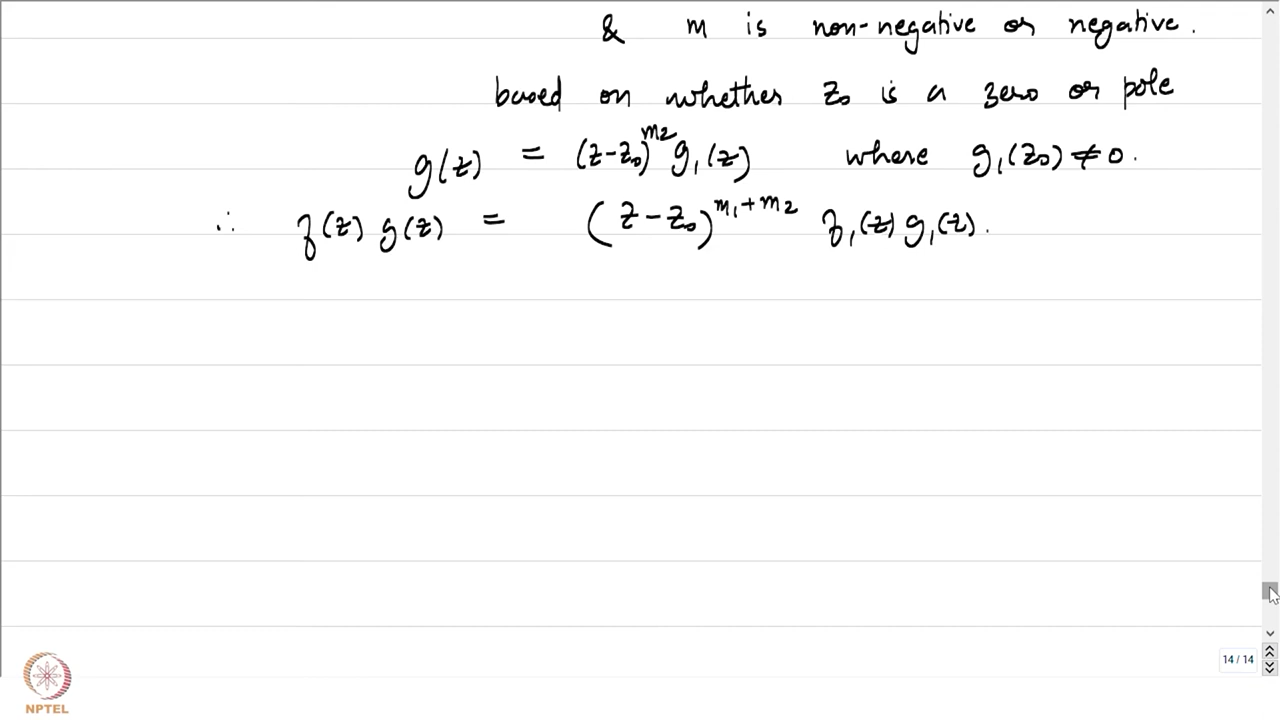 & m is non-negative or negative.
based on whether z₀ is a zero or pole
g(z) = (z-z₀)^{m₂} g₁(z) where g₁(z₀) ≠ 0.
∴ f(z) g(z) = (z-z₀)^{m₁+m₂} f₁(z) g₁(z).
14 / 14
NPTEL